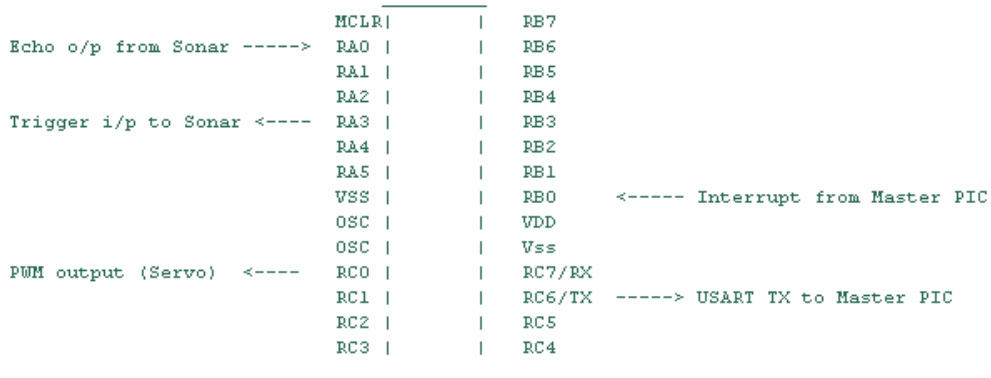 MCLR|          |    RB7
Echo o/p from Sonar ----->   RA0 |          |    RB6
RA1 |          |    RB5
RA2 |          |    RB4
Trigger i/p to Sonar <----   RA3 |          |    RB3
RA4 |          |    RB2
RA5 |          |    RB1
VSS |          |    RB0     <----- Interrupt from Master PIC
OSC |          |    VDD
OSC |          |    Vss
PWM output (Servo)  <----    RC0 |          |    RC7/RX
RC1 |          |    RC6/TX  -----> USART TX to Master PIC
RC2 |          |    RC5
RC3 |          |    RC4